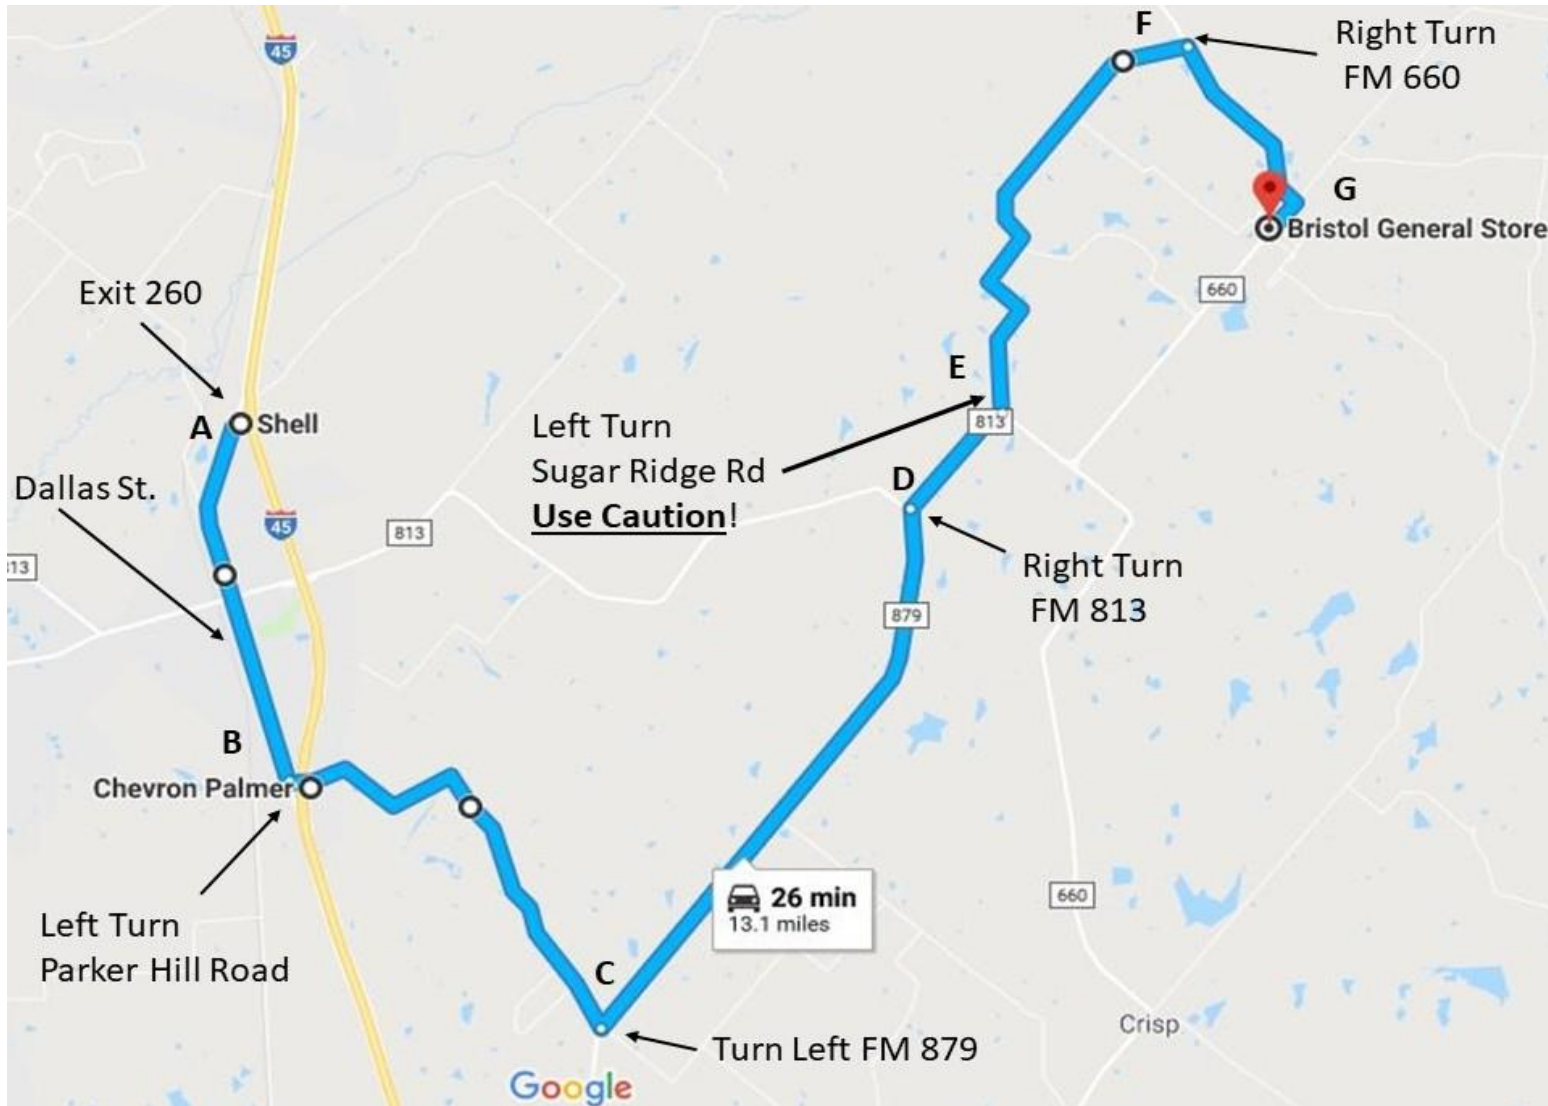 45
F
Right Turn
FM 660
G
Bristol General Store
Exit 260
660
E
A
Shell
813
Left Turn
Sugar Ridge Rd
Use Caution!
D
Dallas St.
45
813
313
Right Turn
FM 813
879
B
Chevron Palmer
26 min
13.1 miles
660
Left Turn
Parker Hill Road
C
Crisp
Turn Left FM 879
Google